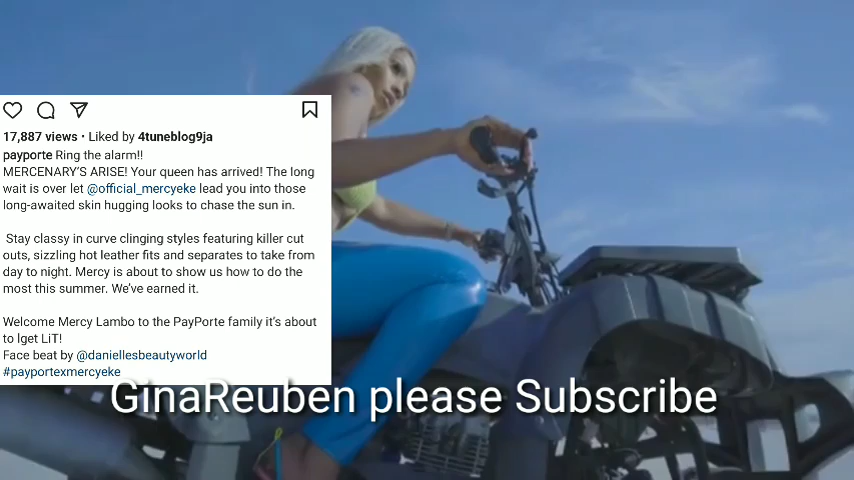 17,887 views • Liked by 4tuneblog9ja
payporte Ring the alarm!!
MERCENARY'S ARISE! Your queen has arrived! The long
wait is over let @official_mercyeke lead you into those
long-awaited skin hugging looks to chase the sun in.
Stay classy in curve clinging styles featuring killer cut
outs, sizzling hot leather fits and separates to take from
day to night. Mercy is about to show us how to do the
most this summer. We've earned it.
Welcome Mercy Lambo to the PayPorte family it's about
to lget LiT!
Face beat by @daniellesbeautyworld
#payportexmercyeke
GinaReuben please Subscribe